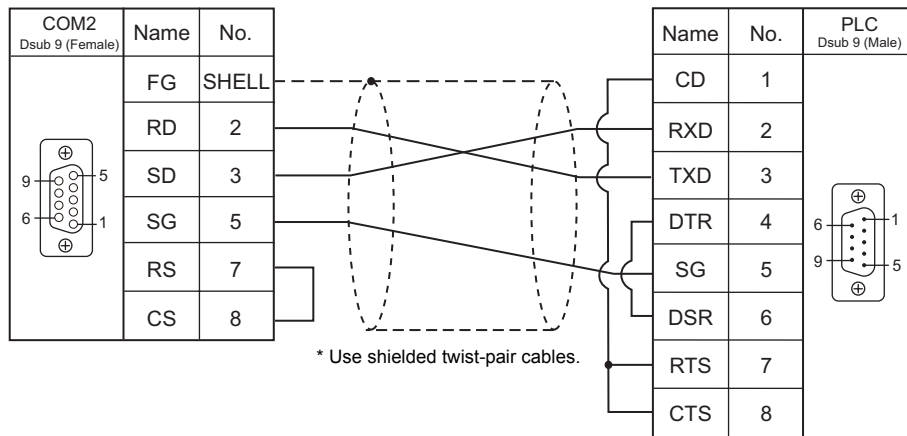 COM2
Dsub 9 (Female)
Name No.
FG SHELL
RD 2
SD 3
SG 5
RS 7
CS 8
9 5
6 1
* Use shielded twist-pair cables.
Name No.
PLC
Dsub 9 (Male)
CD 1
RXD 2
TXD 3
DTR 4
SG 5
DSR 6
RTS 7
CTS 8
6 1
9 5